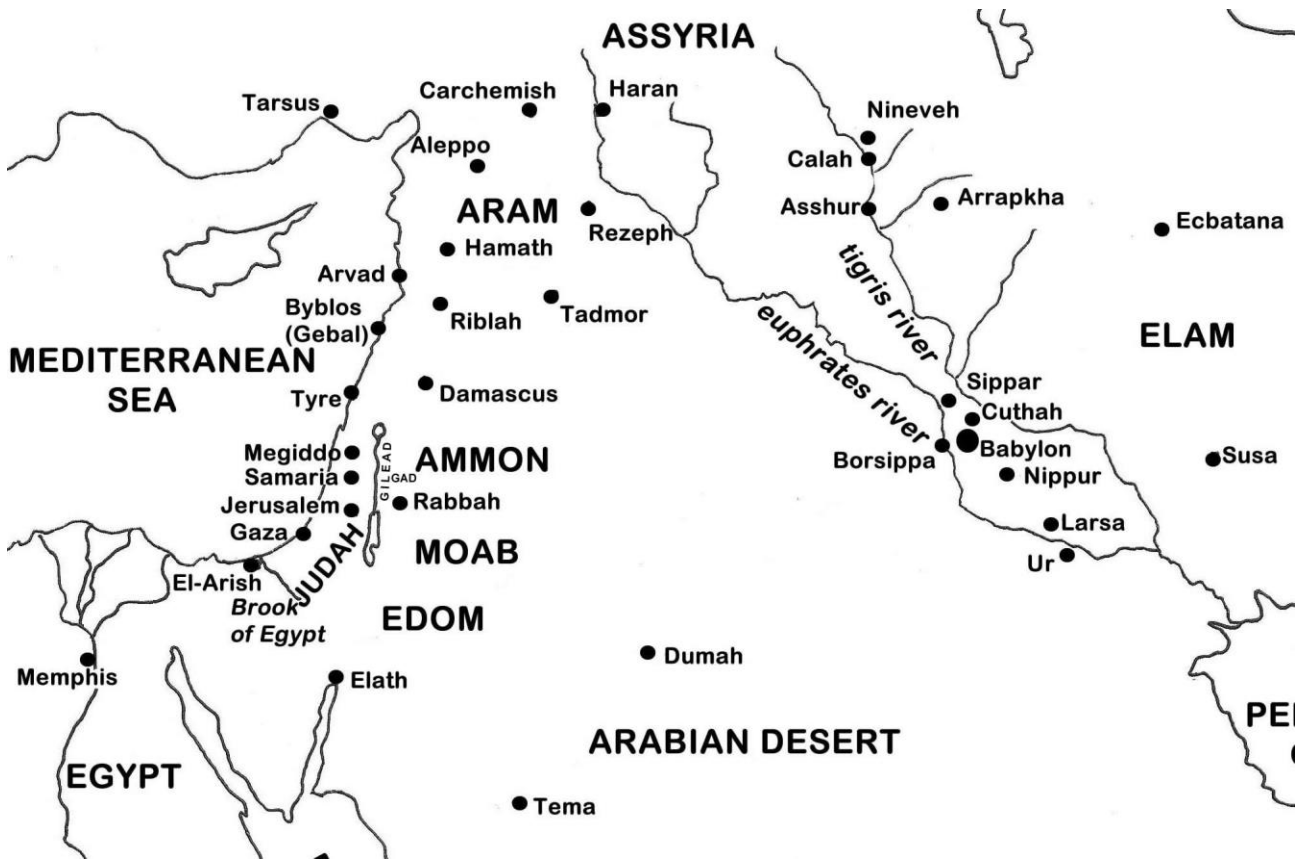 ASSYRIA
Tarsus
Carchemish
Haran
Nineveh
Aleppo
Calah
ARAM
Asshur
Arrapkha
Rezeph
Ecbatana
Hamath
Arvad
tigris river
Byblos
(Gebal)
Riblah
Tadmor
euphrates river
ELAM
MEDITERRANEAN
SEA
Tyre
Damascus
Sippar
Cuthah
Megiddo
GILEAD
AMMON
Borsippa
Babylon
Susa
Samaria
GAD
Nippur
Jerusalem
Rabbah
Gaza
Larsa
JUDAH
MOAB
Ur
El-Arish
Brook
of Egypt
EDOM
Memphis
Elath
Dumah
ARABIAN DESERT
EGYPT
Tema